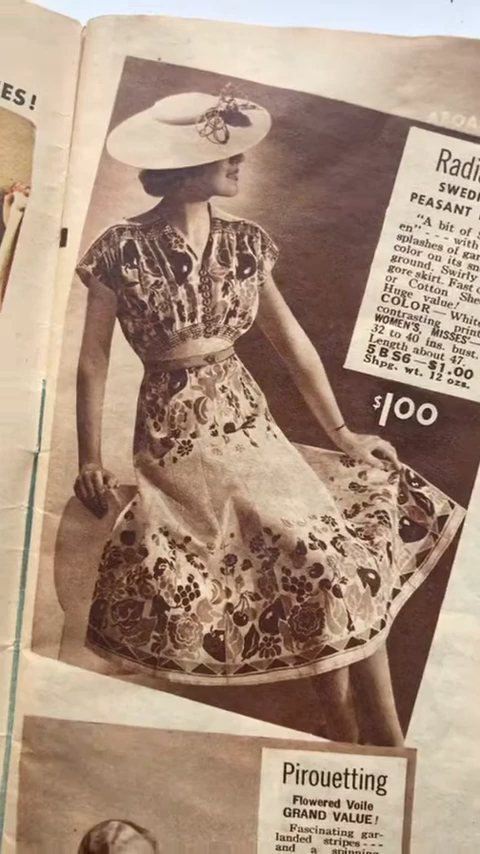 ES!
Radi
SWED
PEASANT
"A bit of S
en" - - - with
splashes of gar
color on its sn
ground. Swirly
gore skirt. Fast c
or Cotton She
Huge value!
COLOR — White
contrasting print
WOMEN'S, MISSES'
32 to 40 ins. bust.
Length about 47
5 B S6 — $1.00
Shpg. wt. 12 ozs.
$100
Pirouetting
Flowered Voile
GRAND VALUE!
Fascinating gar-
landed stripes - - -
and a spinning